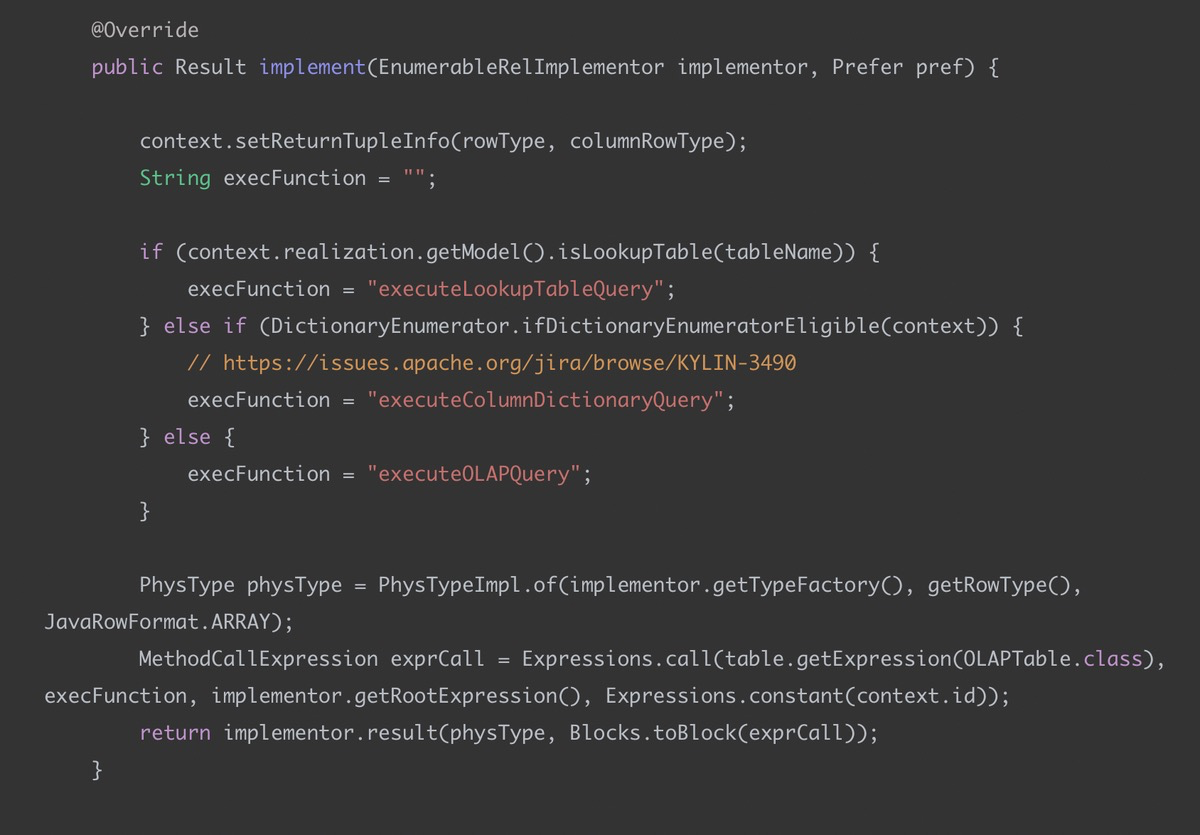 @Override
public Result implement(EnumerableRelImplementor implementor, Prefer pref) {
context.setReturnTupleInfo(rowType, columnRowType);
String execFunction = "";
if (context.realization.getModel().isLookupTable(tableName)) {
execFunction = "executeLookupTableQuery";
} else if (DictionaryEnumerator.ifDictionaryEnumeratorEligible(context)) {
// https://issues.apache.org/jira/browse/KYLIN-3490
execFunction = "executeColumnDictionaryQuery";
} else {
execFunction = "executeOLAPQuery";
}
PhysType physType = PhysTypeImpl.of(implementor.getTypeFactory(), getRowType(),
JavaRowFormat.ARRAY);
MethodCallExpression exprCall = Expressions.call(table.getExpression(OLAPTable.class),
execFunction, implementor.getRootExpression(), Expressions.constant(context.id));
return implementor.result(physType, Blocks.toBlock(exprCall));
}